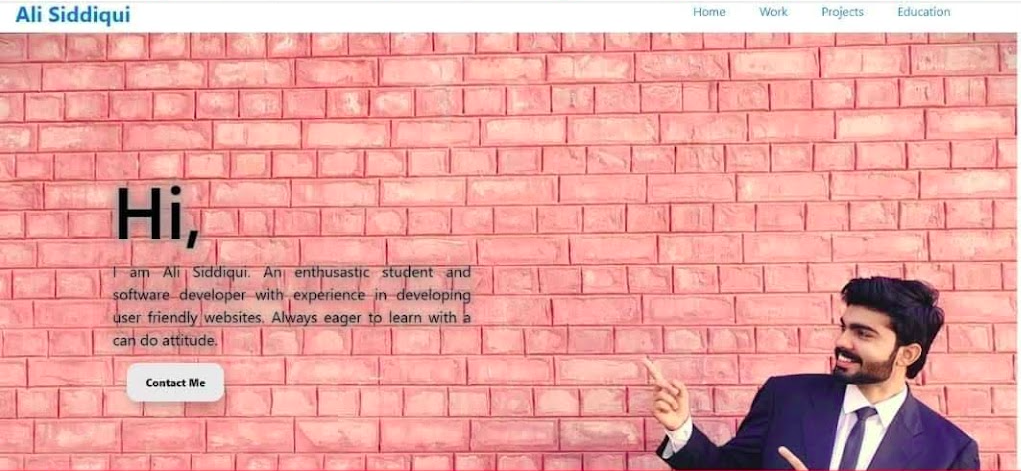 Ali Siddiqui
Home Work Projects Education
Hi,
I am Ali Siddiqui. An enthusastic student and
software developer with experience in developing
user friendly websites. Always eager to learn with a
can do attitude.
Contact Me